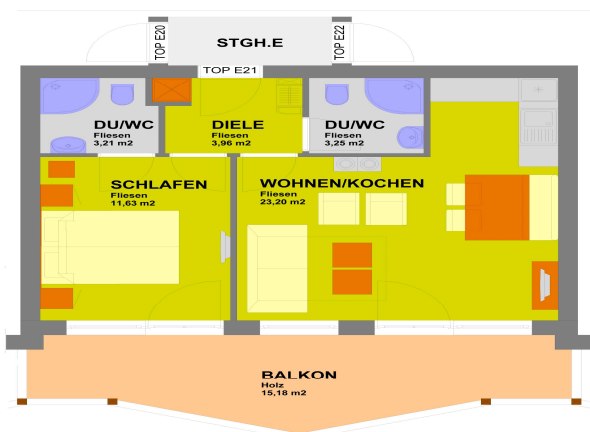 TOP E20
STGH.E
TOP E22
TOP E21
DU/WC
Fliesen
3,21 m2
DIELE
Fliesen
3,96 m2
DU/WC
Fliesen
3,25 m2
SCHLAFEN
Fliesen
11,63 m2
WOHNEN/KOCHEN
Fliesen
23,20 m2
BALKON
Holz
15,18 m2